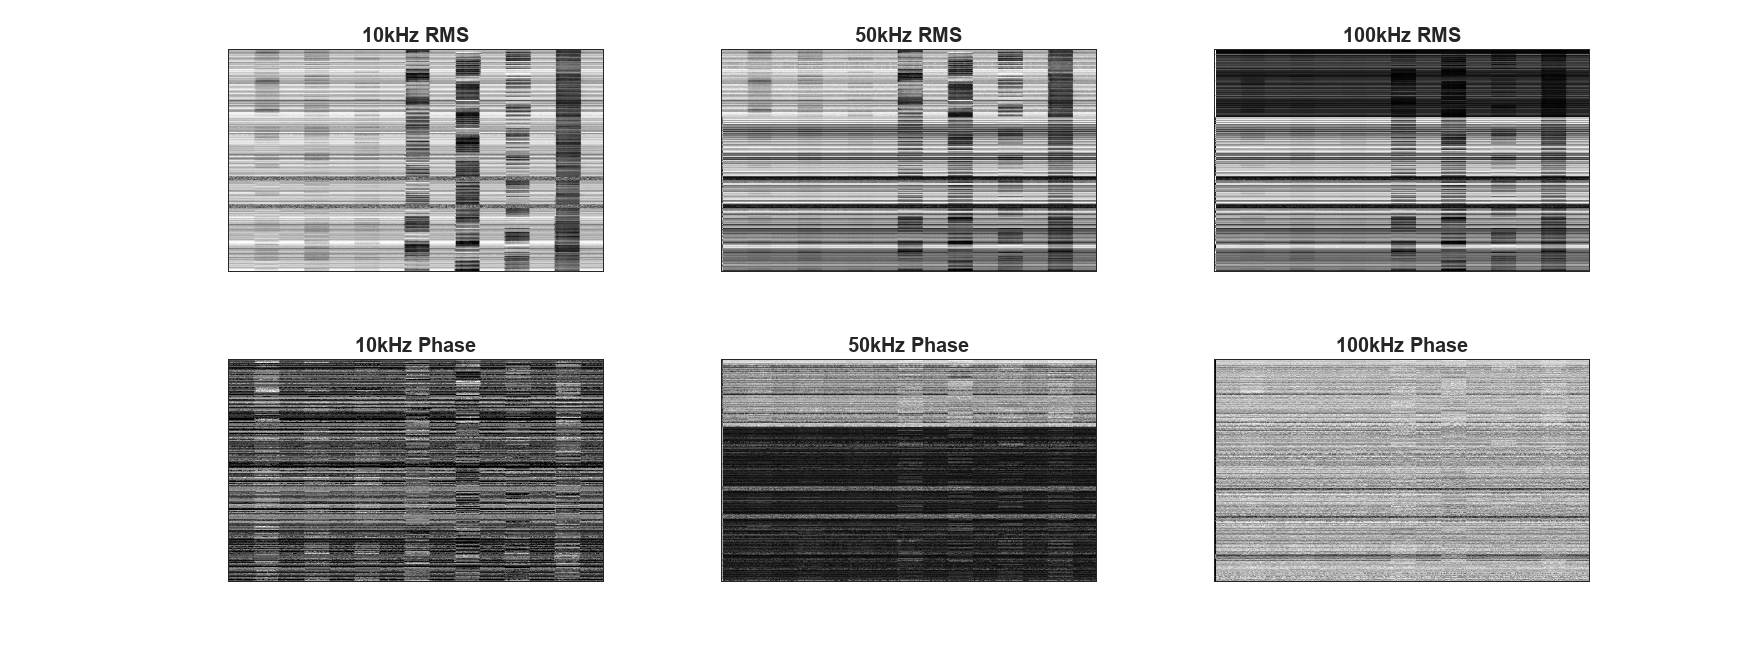 10kHz RMS
50kHz RMS
100kHz RMS
10kHz Phase
50kHz Phase
100kHz Phase